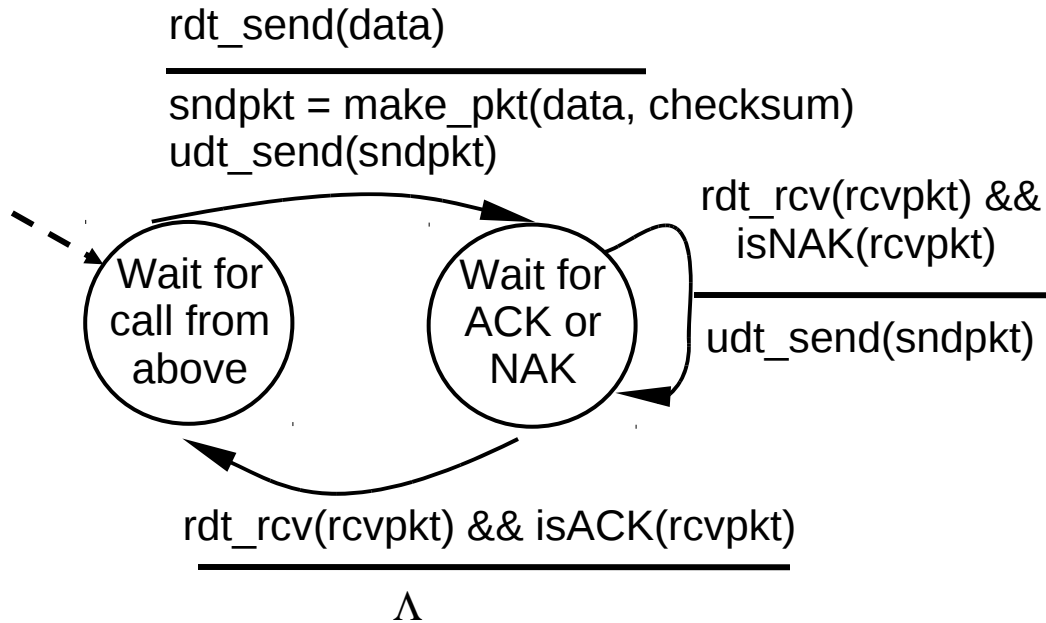 rdt_send(data)
sndpkt = make_pkt(data, checksum)
udt_send(sndpkt)
rdt_rcv(rcvpkt) &&
isNAK(rcvpkt)
Wait for
call from
above
Wait for
ACK or
NAK
udt_send(sndpkt)
rdt_rcv(rcvpkt) && isACK(rcvpkt)
Λ